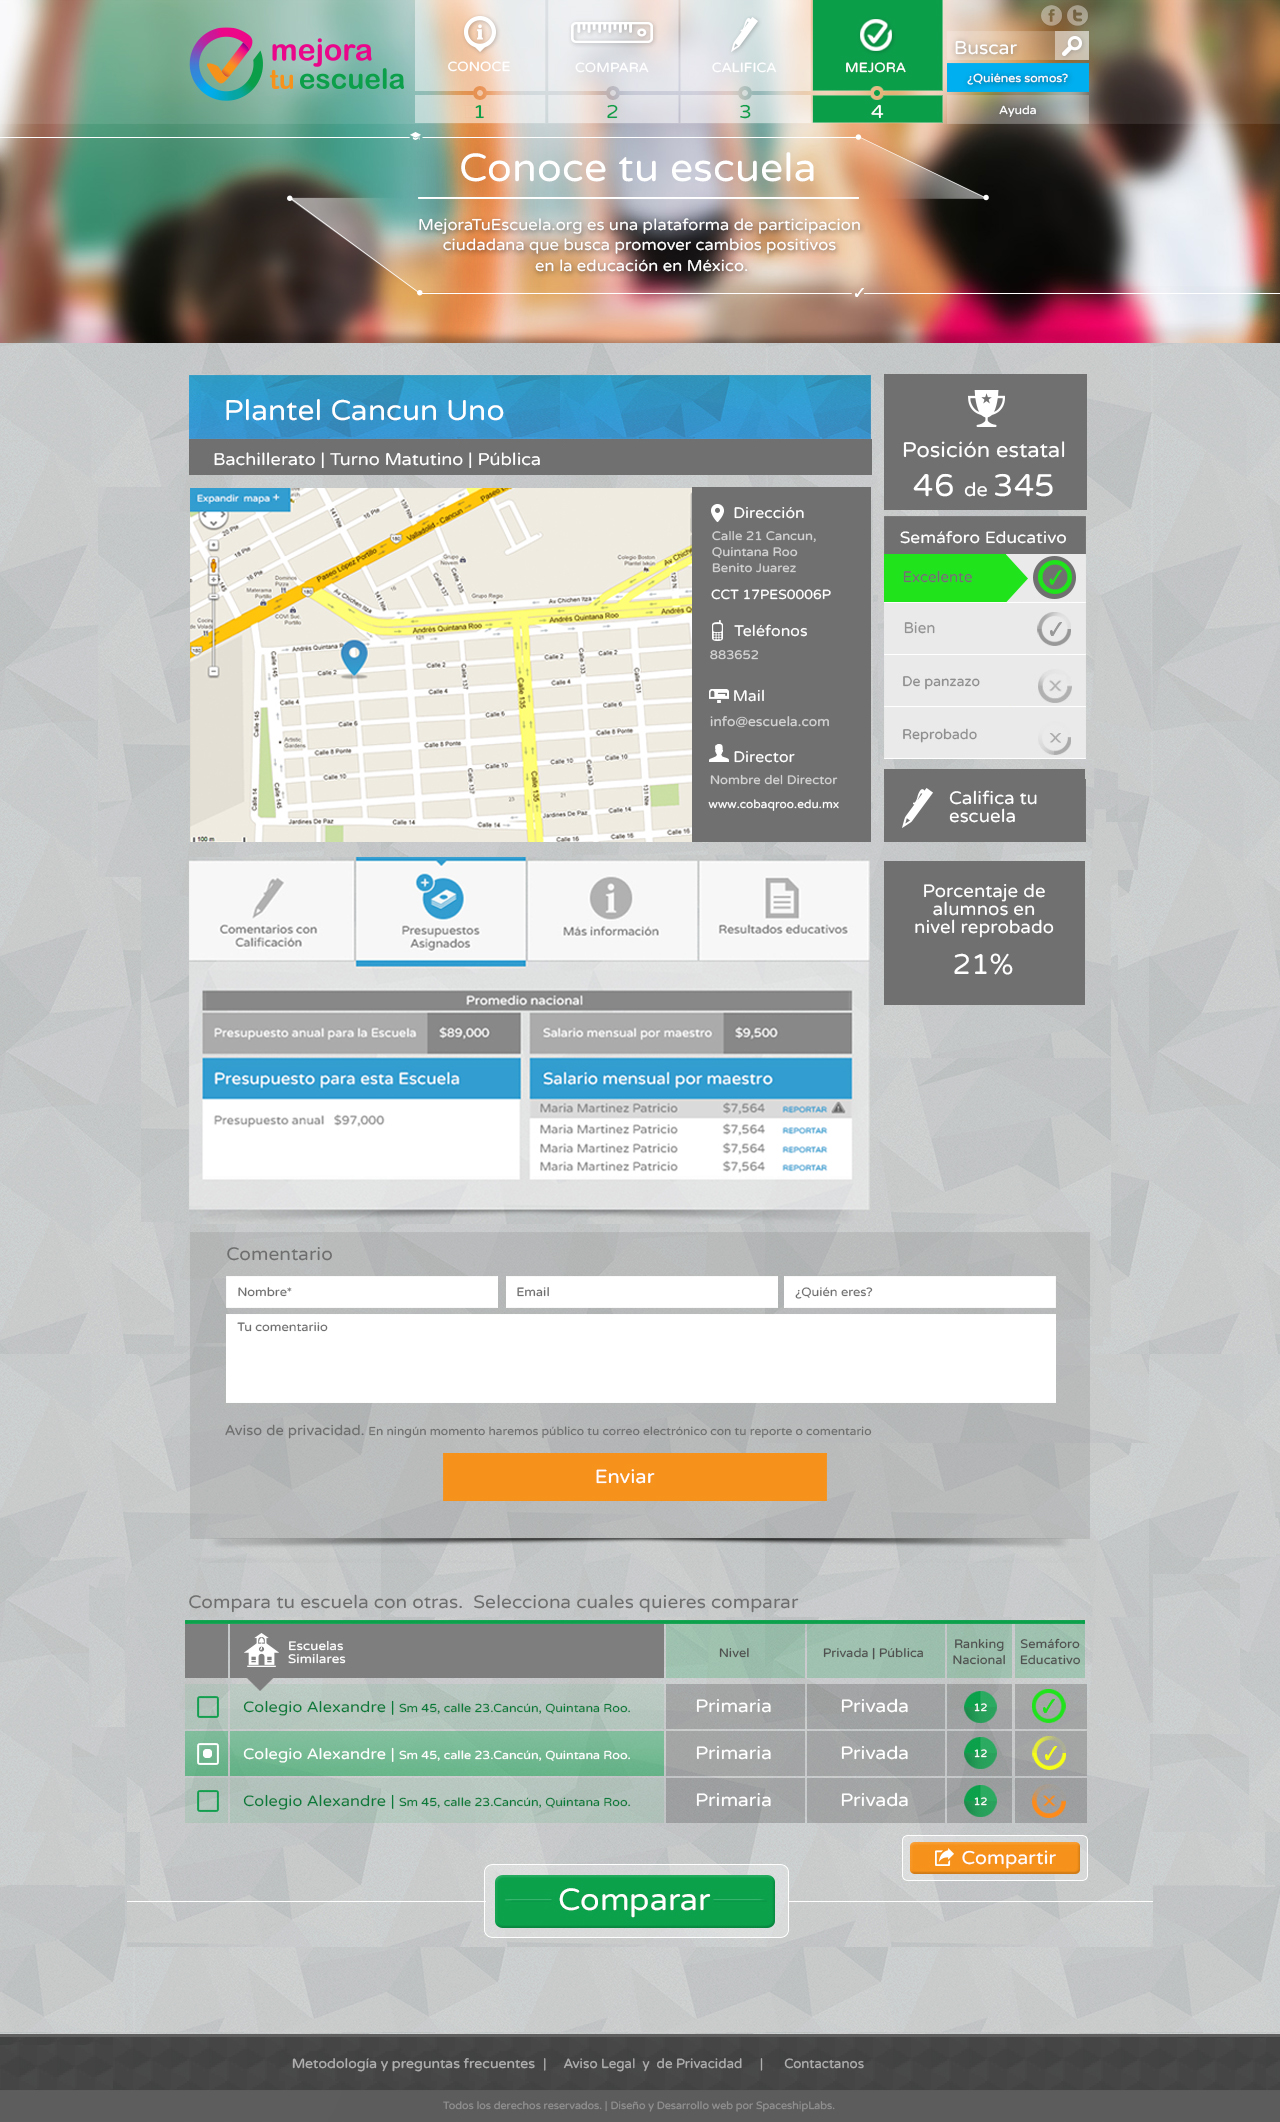 mejora
tu escuela
CONOCE
COMPARA
CALIFICA
MEJORA
1
2
3
4
Buscar
¿Quiénes somos?
Ayuda
Conoce tu escuela
MejoraTuEscuela.org es una plataforma de participacion
ciudadana que busca promover cambios positivos
en la educación en México.
Plantel Cancun Uno
Bachillerato | Turno Matutino | Pública
Expandir mapa +
Dirección
Calle 21 Cancun,
Quintana Roo
Benito Juarez
CCT 17PES0006P
Teléfonos
883652
Mail
info@escuela.com
Director
Nombre del Director
www.cobaqroo.edu.mx
Posición estatal
46 de 345
Semáforo Educativo
Excelente
Bien
De panzazo
Reprobado
Califica tu
escuela
Porcentaje de
alumnos en
nivel reprobado
21%
Comentarios con
Calificación
Presupuestos
Asignados
Más información
Resultados educativos
Promedio nacional
Presupuesto anual para la Escuela $89,000
Salario mensual por maestro $9,500
Presupuesto para esta Escuela
Presupuesto anual $97,000
Salario mensual por maestro
Maria Martinez Patricio $7,564 REPORTAR
Maria Martinez Patricio $7,564 REPORTAR
Maria Martinez Patricio $7,564 REPORTAR
Maria Martinez Patricio $7,564 REPORTAR
Comentario
Nombre*
Email
¿Quién eres?
Tu comentariio
Aviso de privacidad. En ningún momento haremos público tu correo electrónico con tu reporte o comentario
Enviar
Compara tu escuela con otras. Selecciona cuales quieres comparar
Escuelas
Similares
Nivel
Privada | Pública
Ranking
Nacional
Semáforo
Educativo
Colegio Alexandre | Sm 45, calle 23.Cancún, Quintana Roo. Primaria Privada 12
Colegio Alexandre | Sm 45, calle 23.Cancún, Quintana Roo. Primaria Privada 12
Colegio Alexandre | Sm 45, calle 23.Cancún, Quintana Roo. Primaria Privada 12
Compartir
Comparar
Metodología y preguntas frecuentes | Aviso Legal y de Privacidad | Contactanos
Todos los derechos reservados. | Diseño y Desarrollo web por SpaceshipLabs.